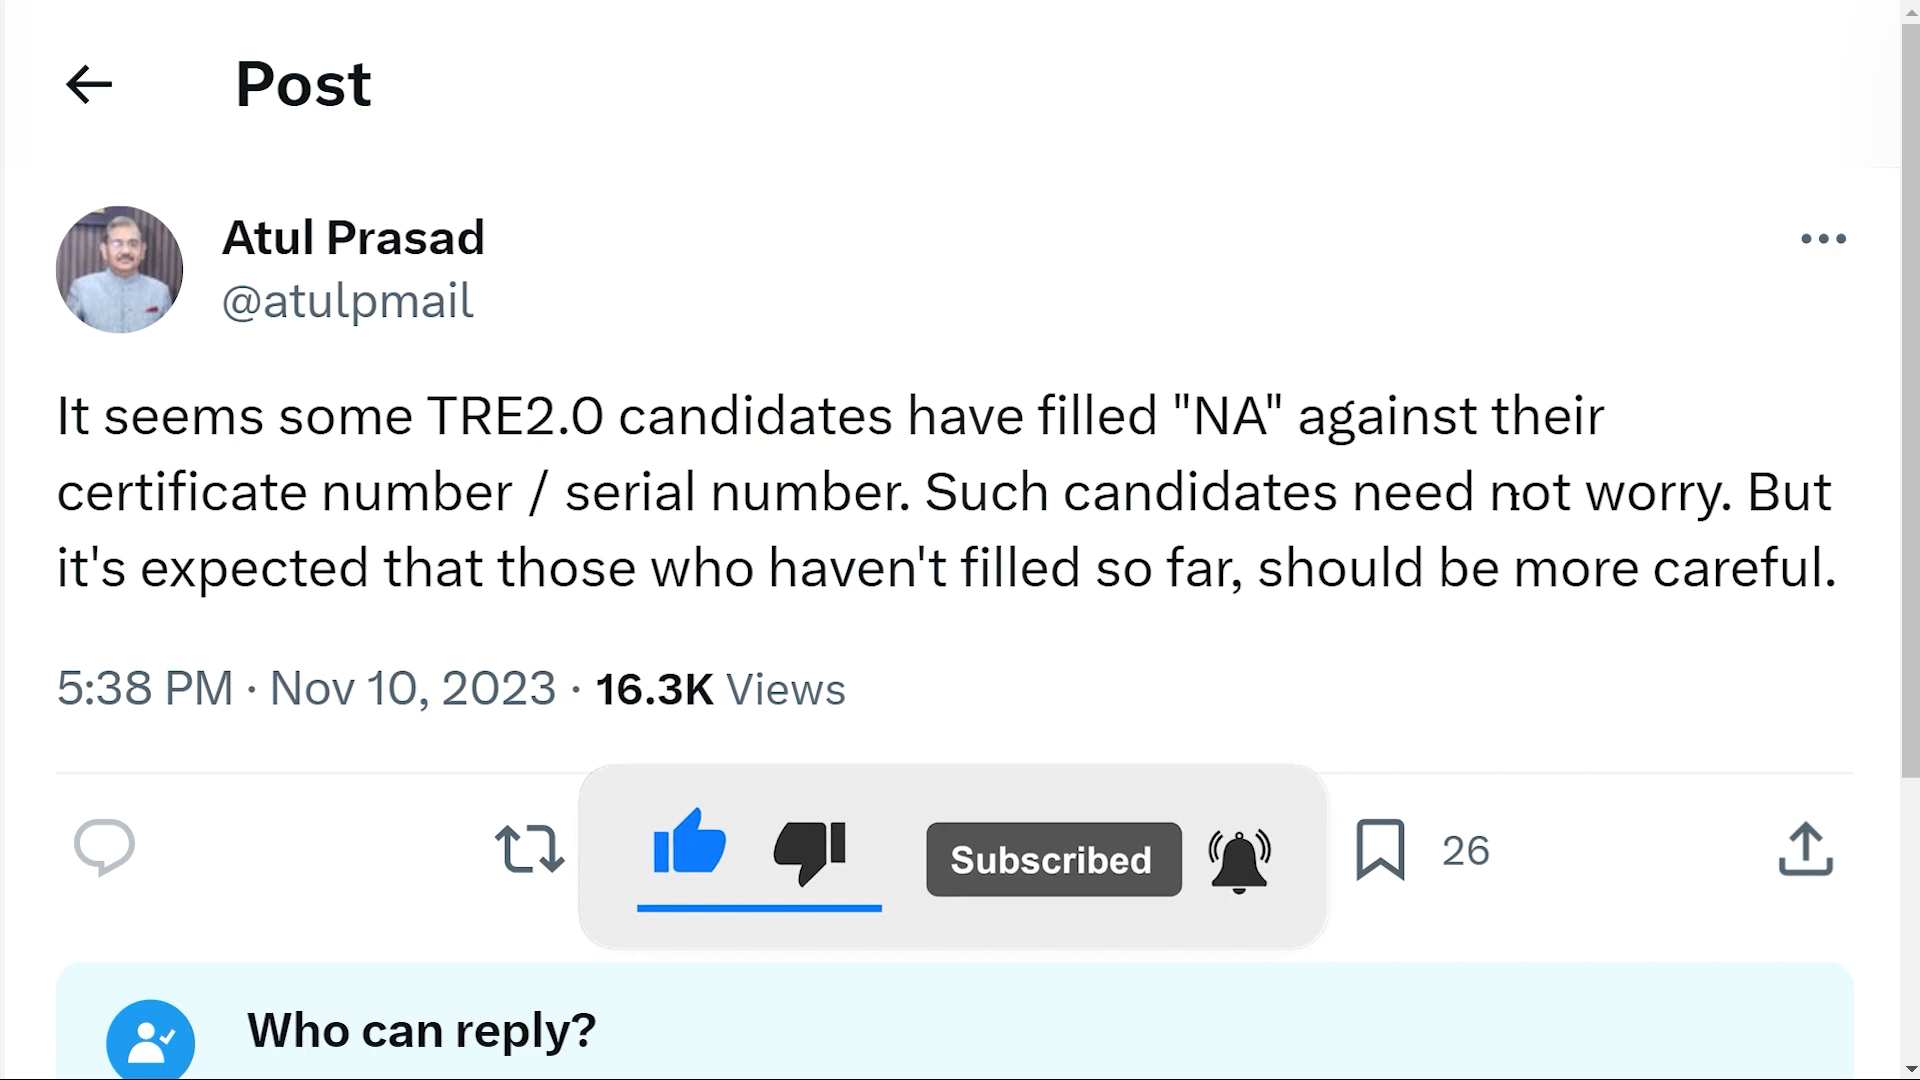 Post
Atul Prasad
@atulpmail
It seems some TRE2.0 candidates have filled "NA" against their
certificate number / serial number. Such candidates need not worry. But
it's expected that those who haven't filled so far, should be more careful.
5:38 PM · Nov 10, 2023 · 16.3K Views
Subscribed
26
Who can reply?